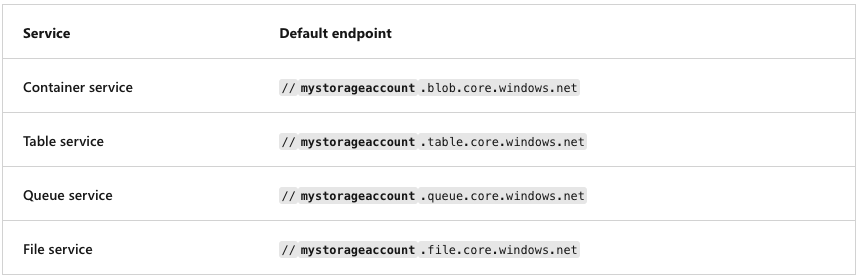 Service Default endpoint
Container service // mystorageaccount .blob.core.windows.net
Table service // mystorageaccount .table.core.windows.net
Queue service // mystorageaccount .queue.core.windows.net
File service // mystorageaccount .file.core.windows.net